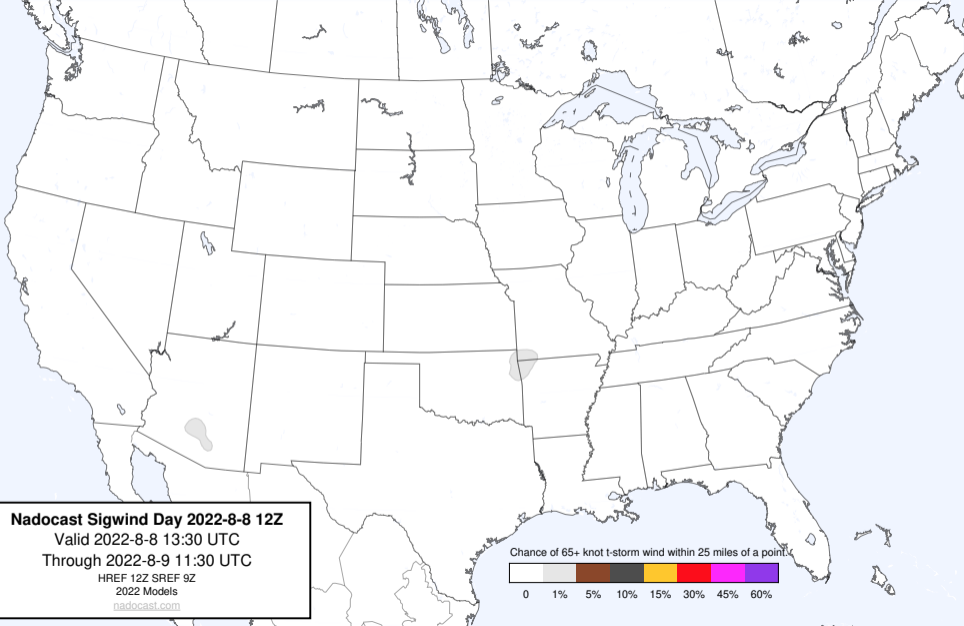 Nadocast Sigwind Day 2022-8-8 12Z
Valid 2022-8-8 13:30 UTC
Through 2022-8-9 11:30 UTC
HREF 12Z SREF 9Z
2022 Models
nadocast.com
Chance of 65+ knot t-storm wind within 25 miles of a point.
0 1% 5% 10% 15% 30% 45% 60%